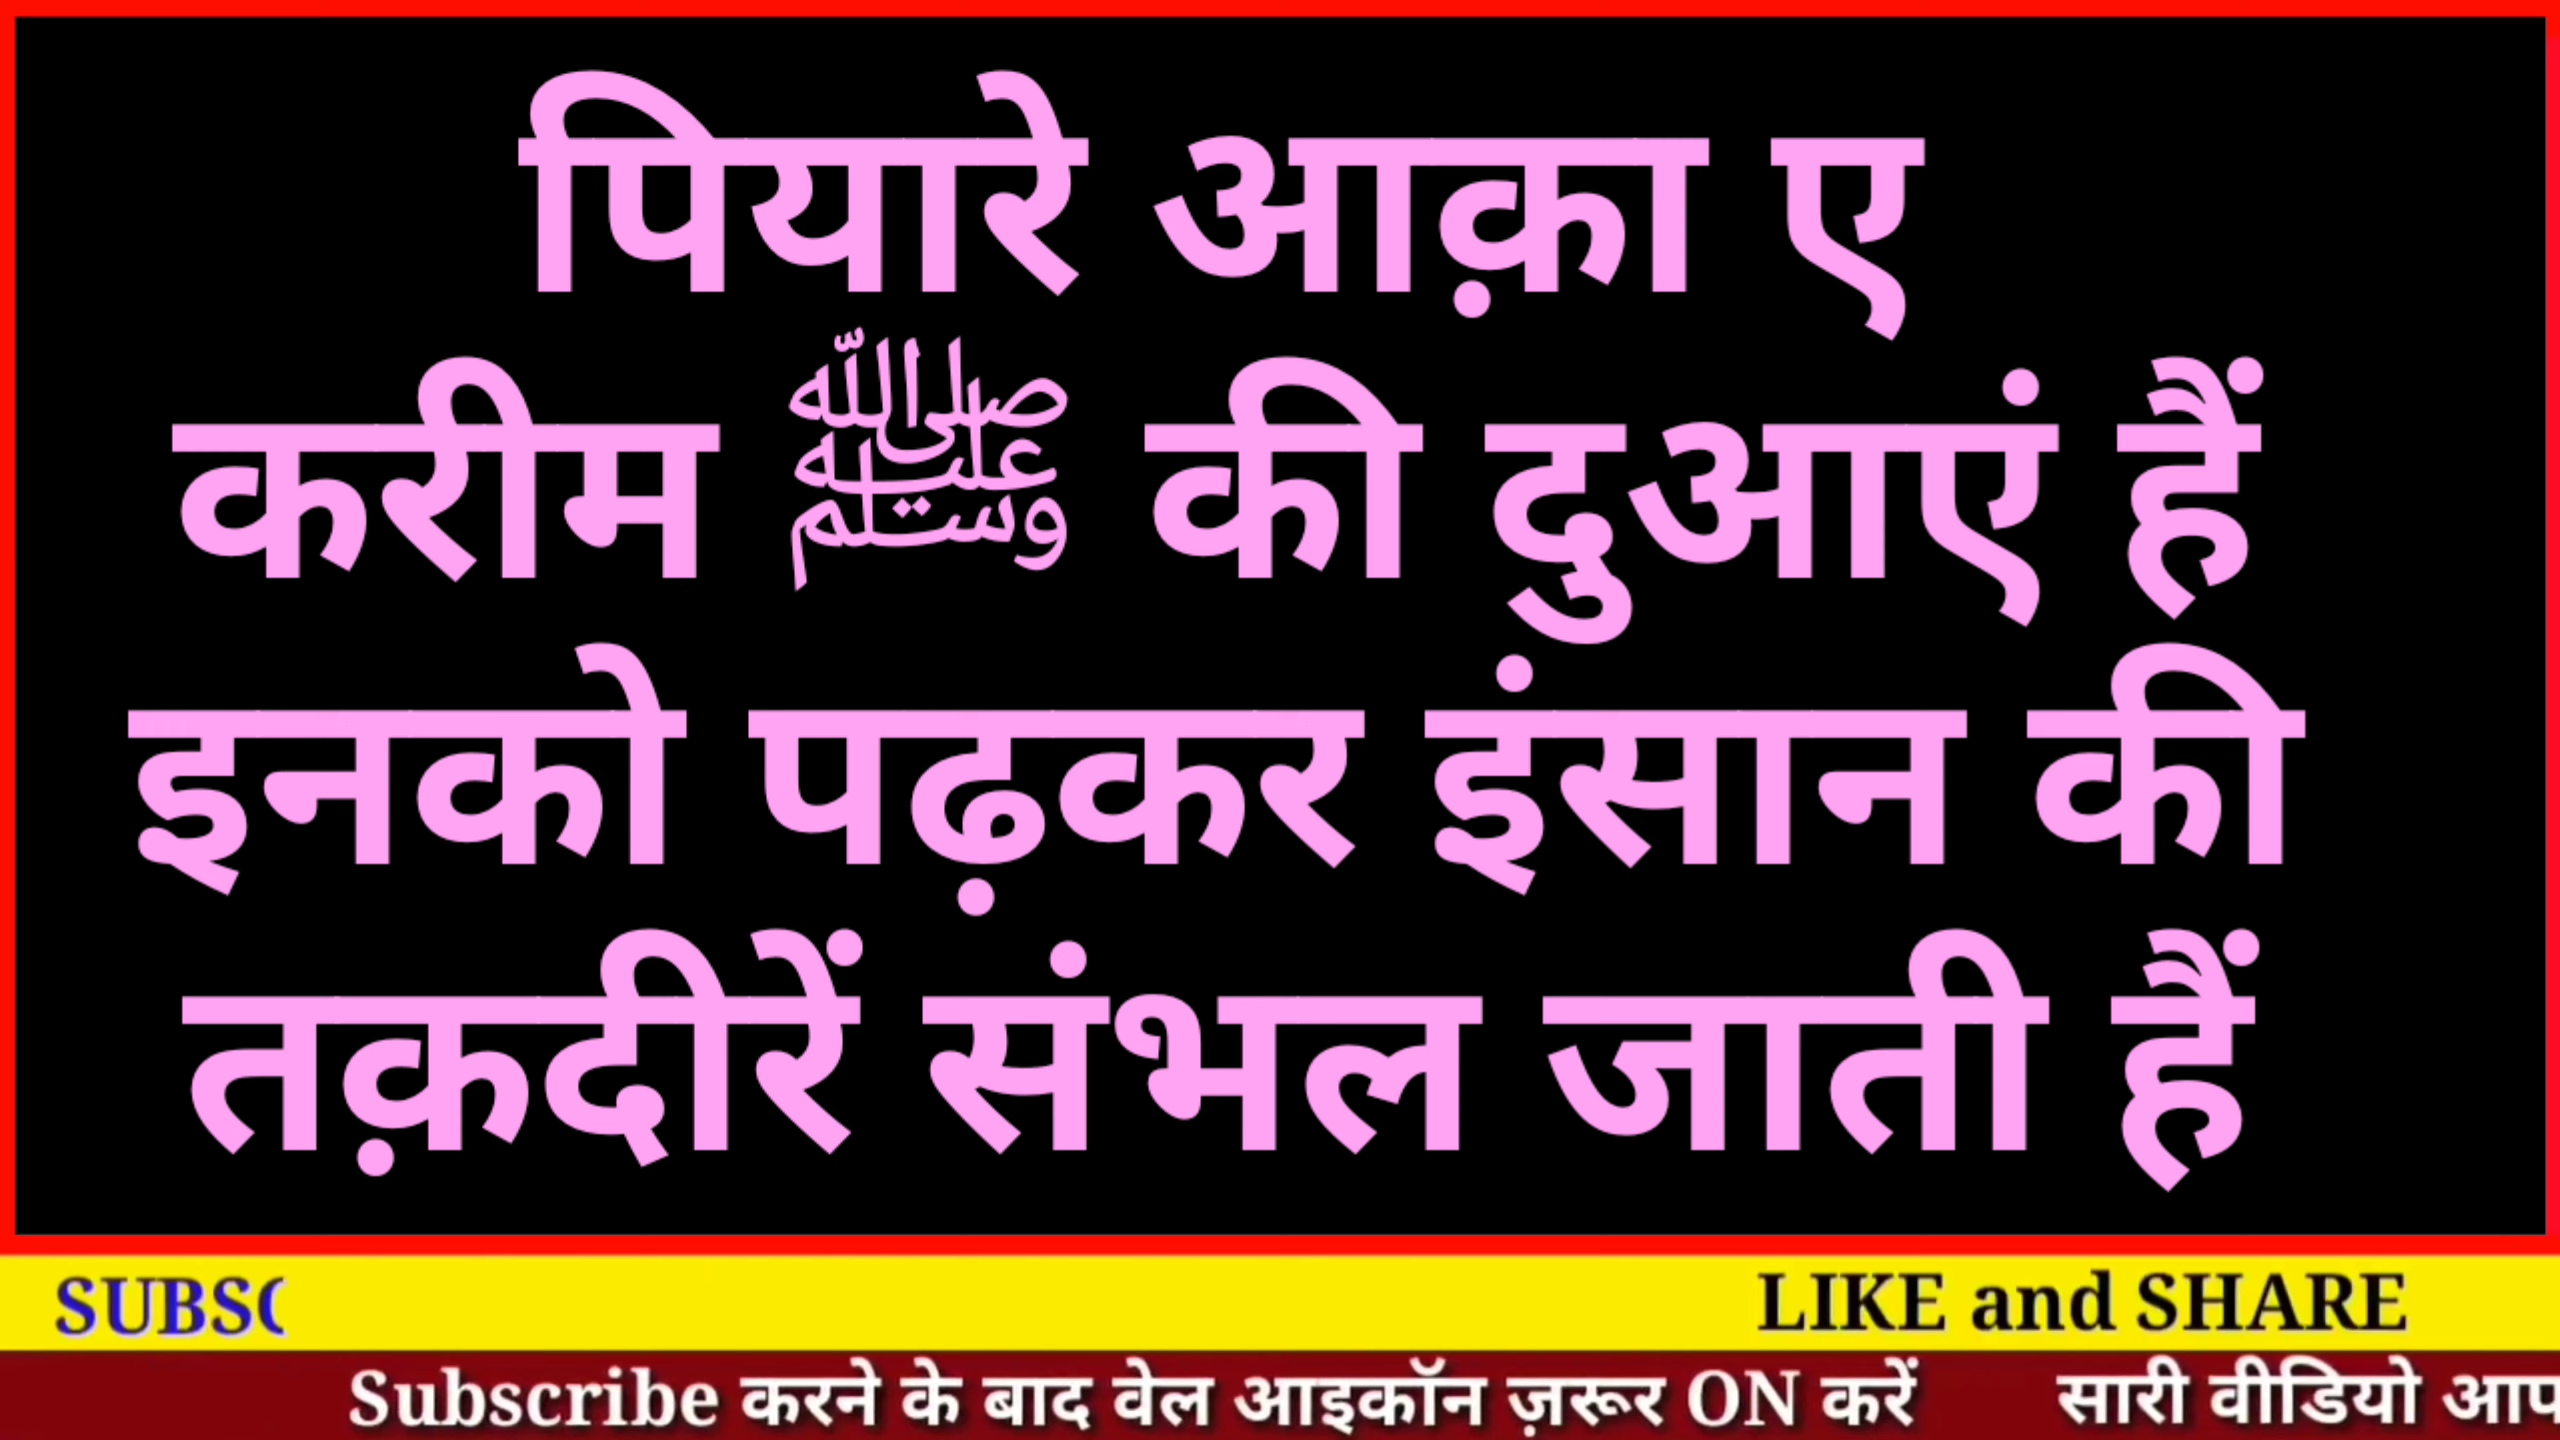 पियारे आक़ा ए
करीम ﷺ की दुआएं हैं
इनको पढ़कर इंसान की
तक़दीरें संभल जाती हैं
SUBSC LIKE and SHARE
Subscribe करने के बाद वेल आइकॉन ज़रूर ON करें सारी वीडियो आप